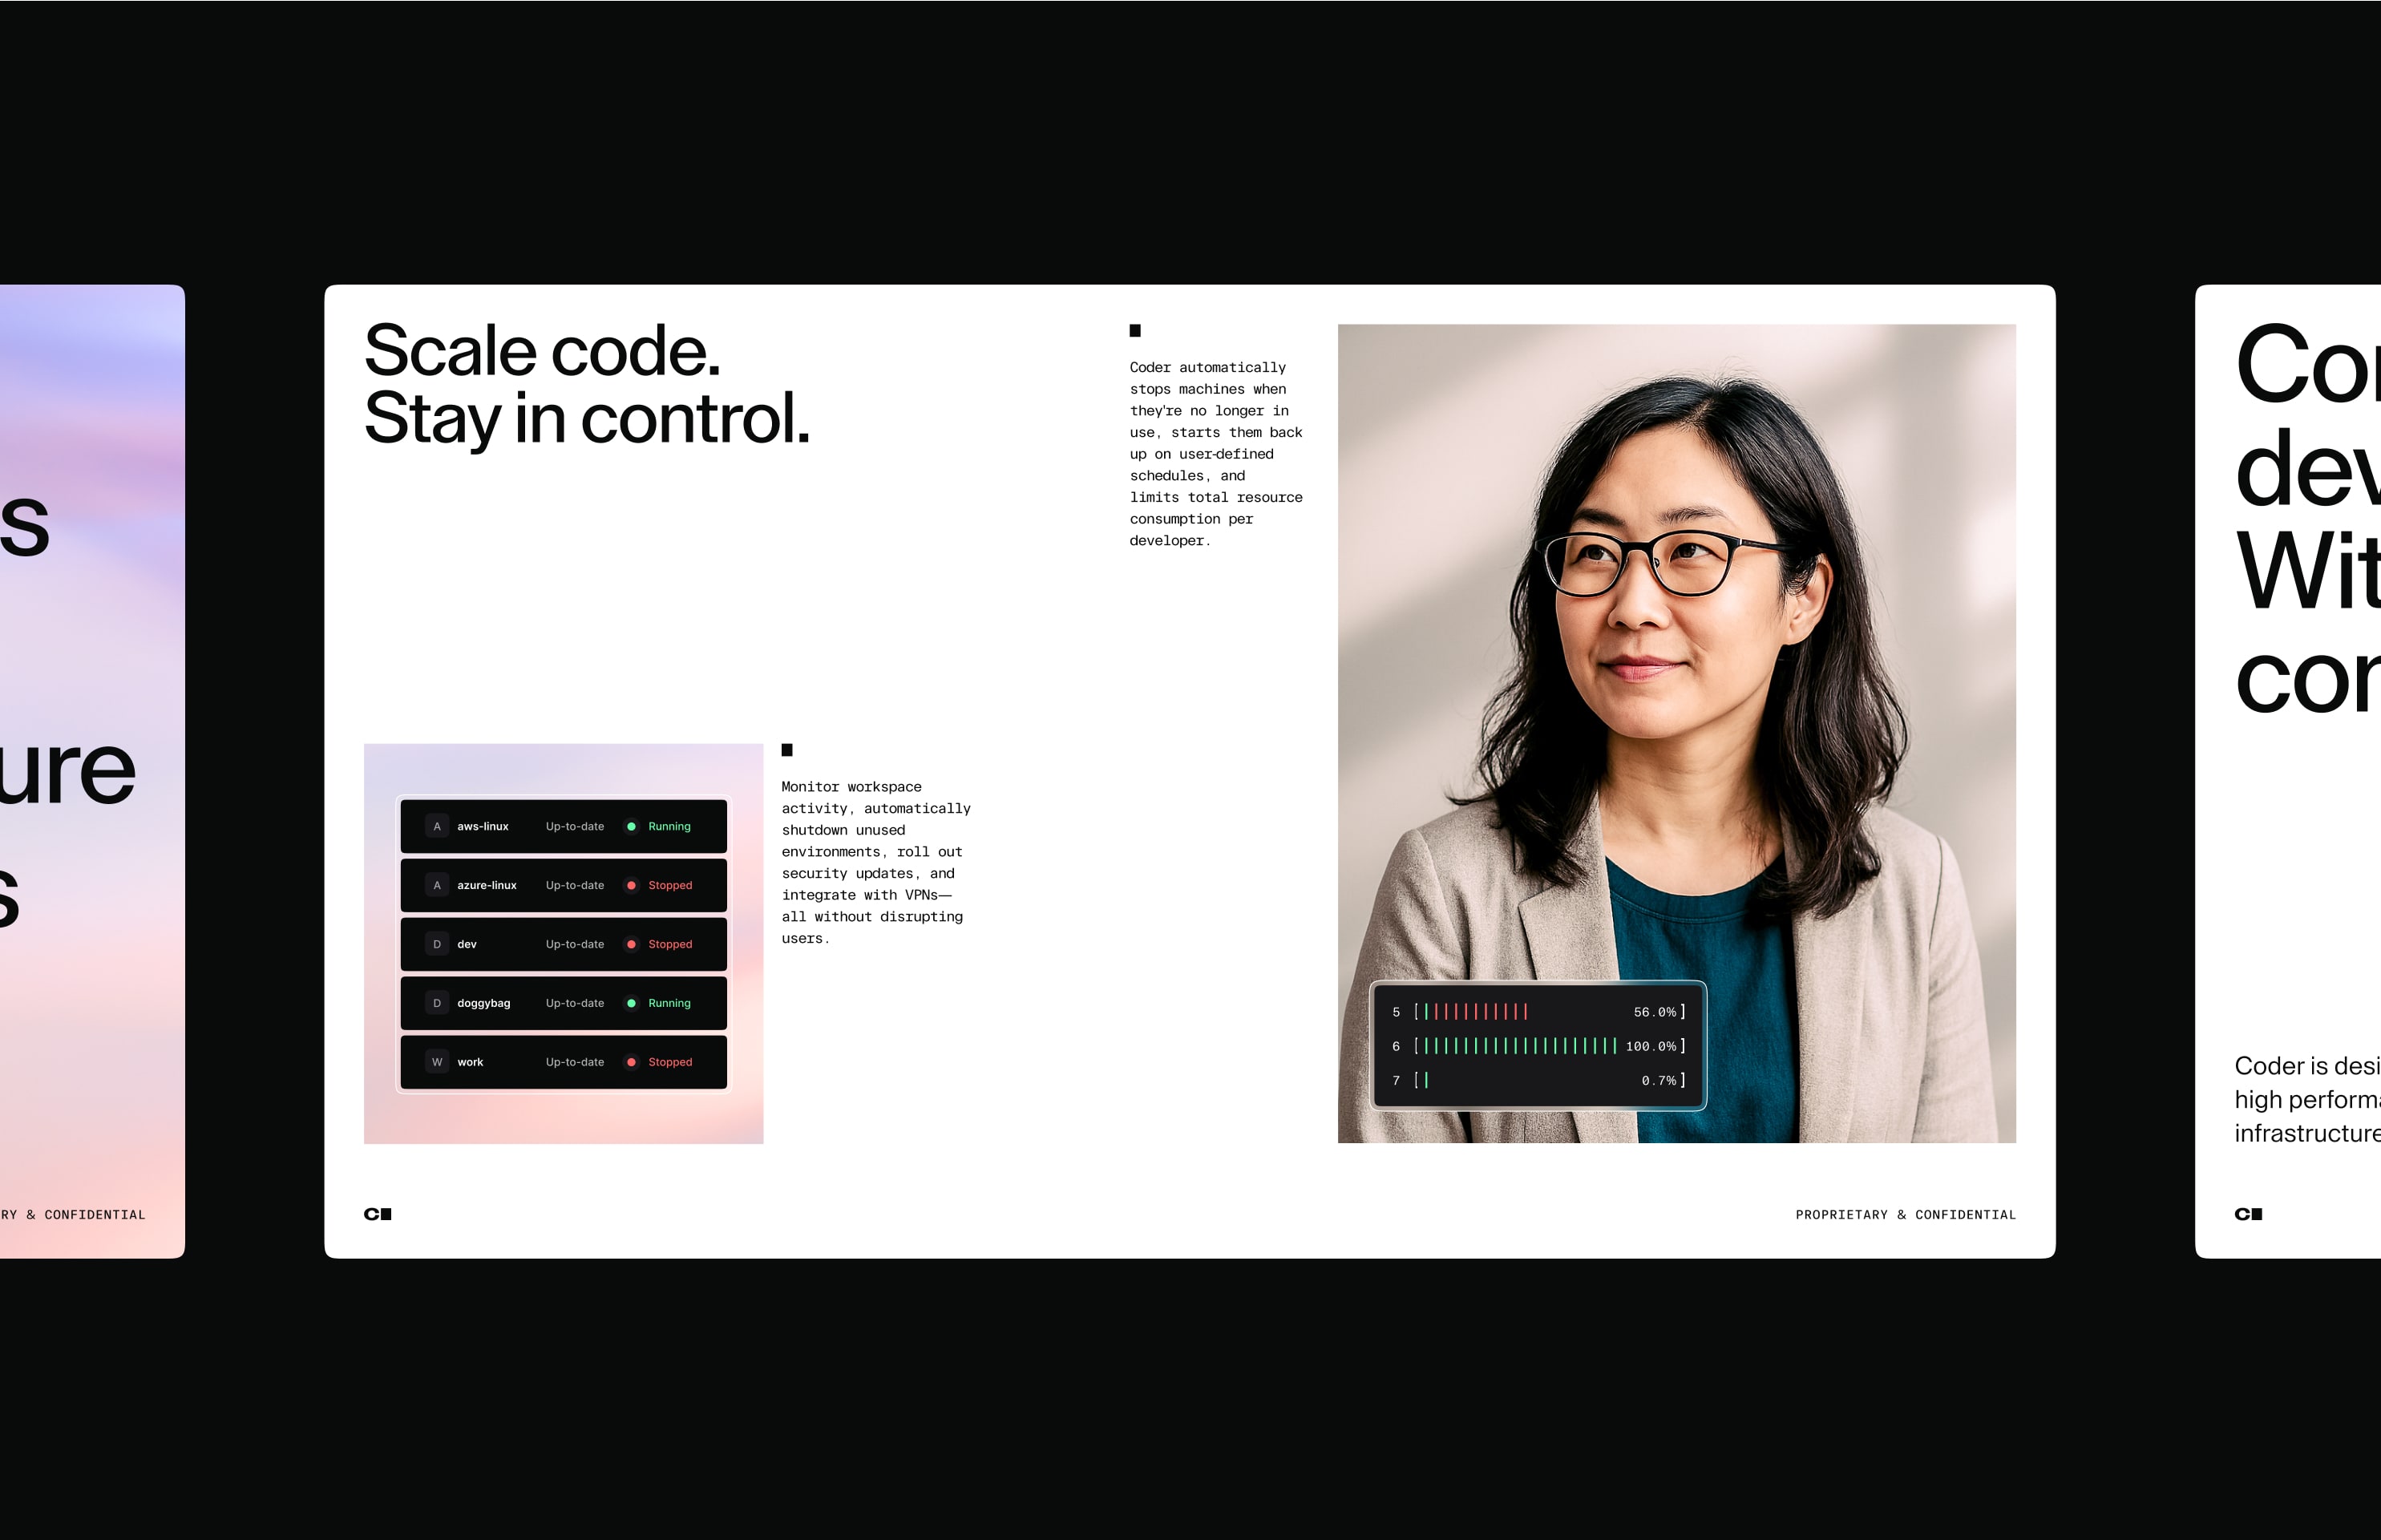 s
ure
s
RY & CONFIDENTIAL
Scale code.
Stay in control.
Coder automatically
stops machines when
they're no longer in
use, starts them back
up on user-defined
schedules, and
limits total resource
consumption per
developer.
A aws-linux Up-to-date Running
A azure-linux Up-to-date Stopped
D dev Up-to-date Stopped
D doggybag Up-to-date Running
W work Up-to-date Stopped
Monitor workspace
activity, automatically
shutdown unused
environments, roll out
security updates, and
integrate with VPNs—
all without disrupting
users.
5 [||||||||||| 56.0%]
6 [|||||||||||||||||||| 100.0%]
7 [| 0.7%]
C
PROPRIETARY & CONFIDENTIAL
Co
dev
Wit
co
Coder is desi
high perform
infrastructure
C